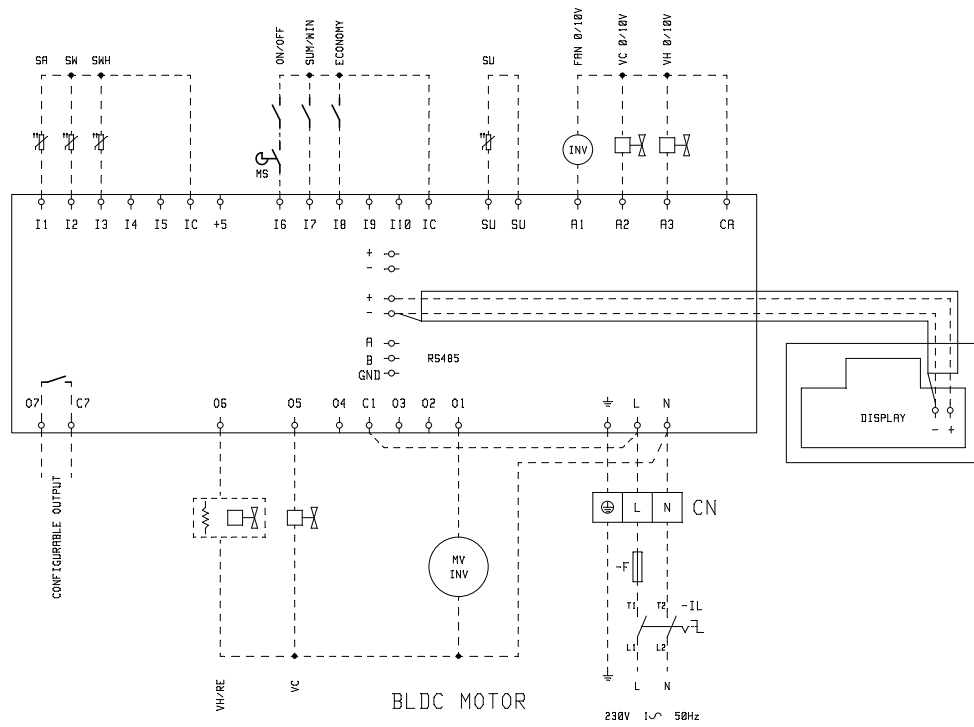 ON/OFF SUM/WIN ECONOMY FAN 0/10V VC 0/10V VH 0/10V
SA SW SWH SU
INV
MS
I1 I2 I3 I4 I5 IC +5 I6 I7 I8 I9 I10 IC SU SU A1 A2 A3 CA
+
-
+
-
A
B RS485
GND
O7 C7 O6 O5 O4 C1 O3 O2 O1 L N
DISPLAY
- +
CONFIGURABLE OUTPUT
L N CN
MV
INV
-F
T1 T2 -IL
L1 L2
VH/RE VC
L N
BLDC MOTOR
230V 1 50Hz